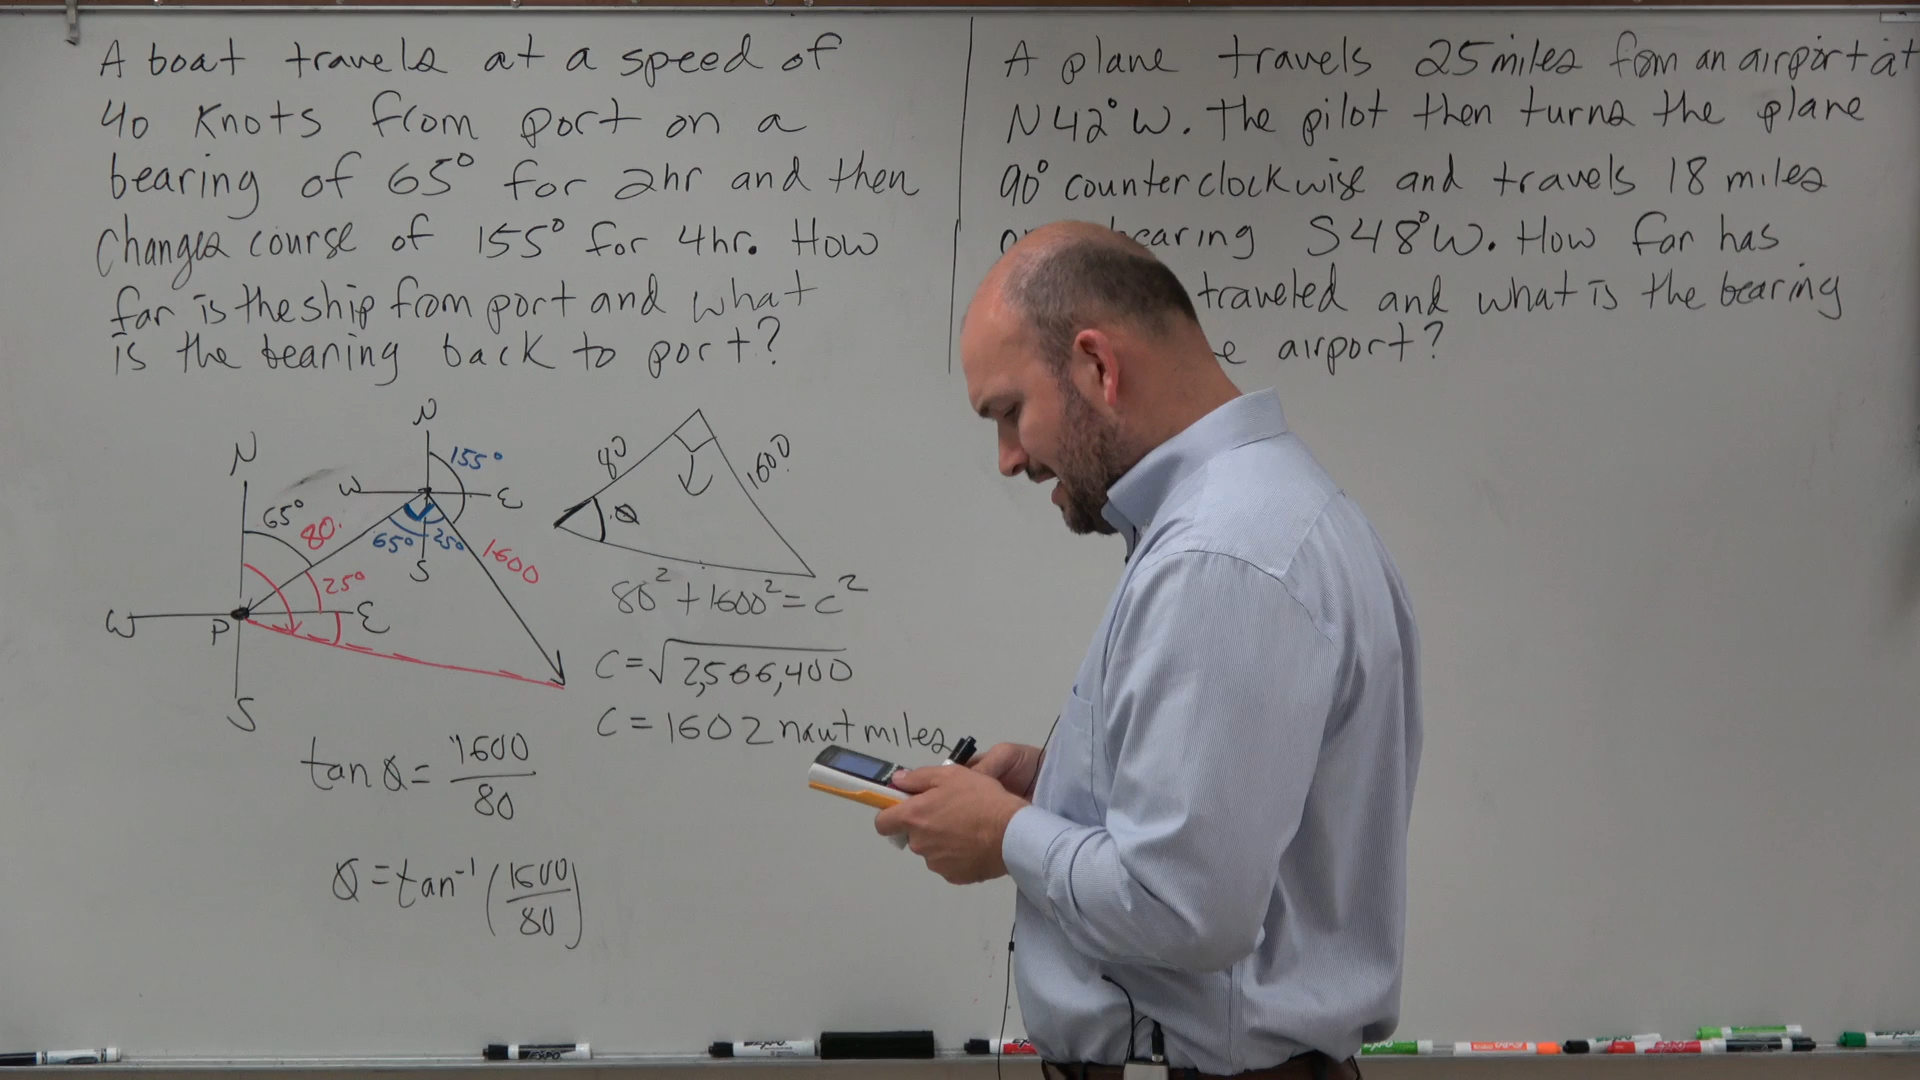 A boat travels at a speed of
40 Knots from port on a
bearing of 65° for 2hr and then
Changes course of 155° for 4hr. How
far is the ship from port and what
is the bearing back to port?
A plane travels 25 miles from an airport at
N42°W. The pilot then turns the plane
90° counterclockwise and travels 18 miles
bearing S48°W. How far has
traveled and what is the bearing
airport?
N
65°
80
25°
W
P
E
S
N
155°
W
E
65°
25°
S
1600
80
1600
θ
80² + 1600² = c²
C = √2,566,400
C = 1602 naut miles
tan θ = 1600
80
θ = tan⁻¹ (1600
80)
EXPO
EXPO